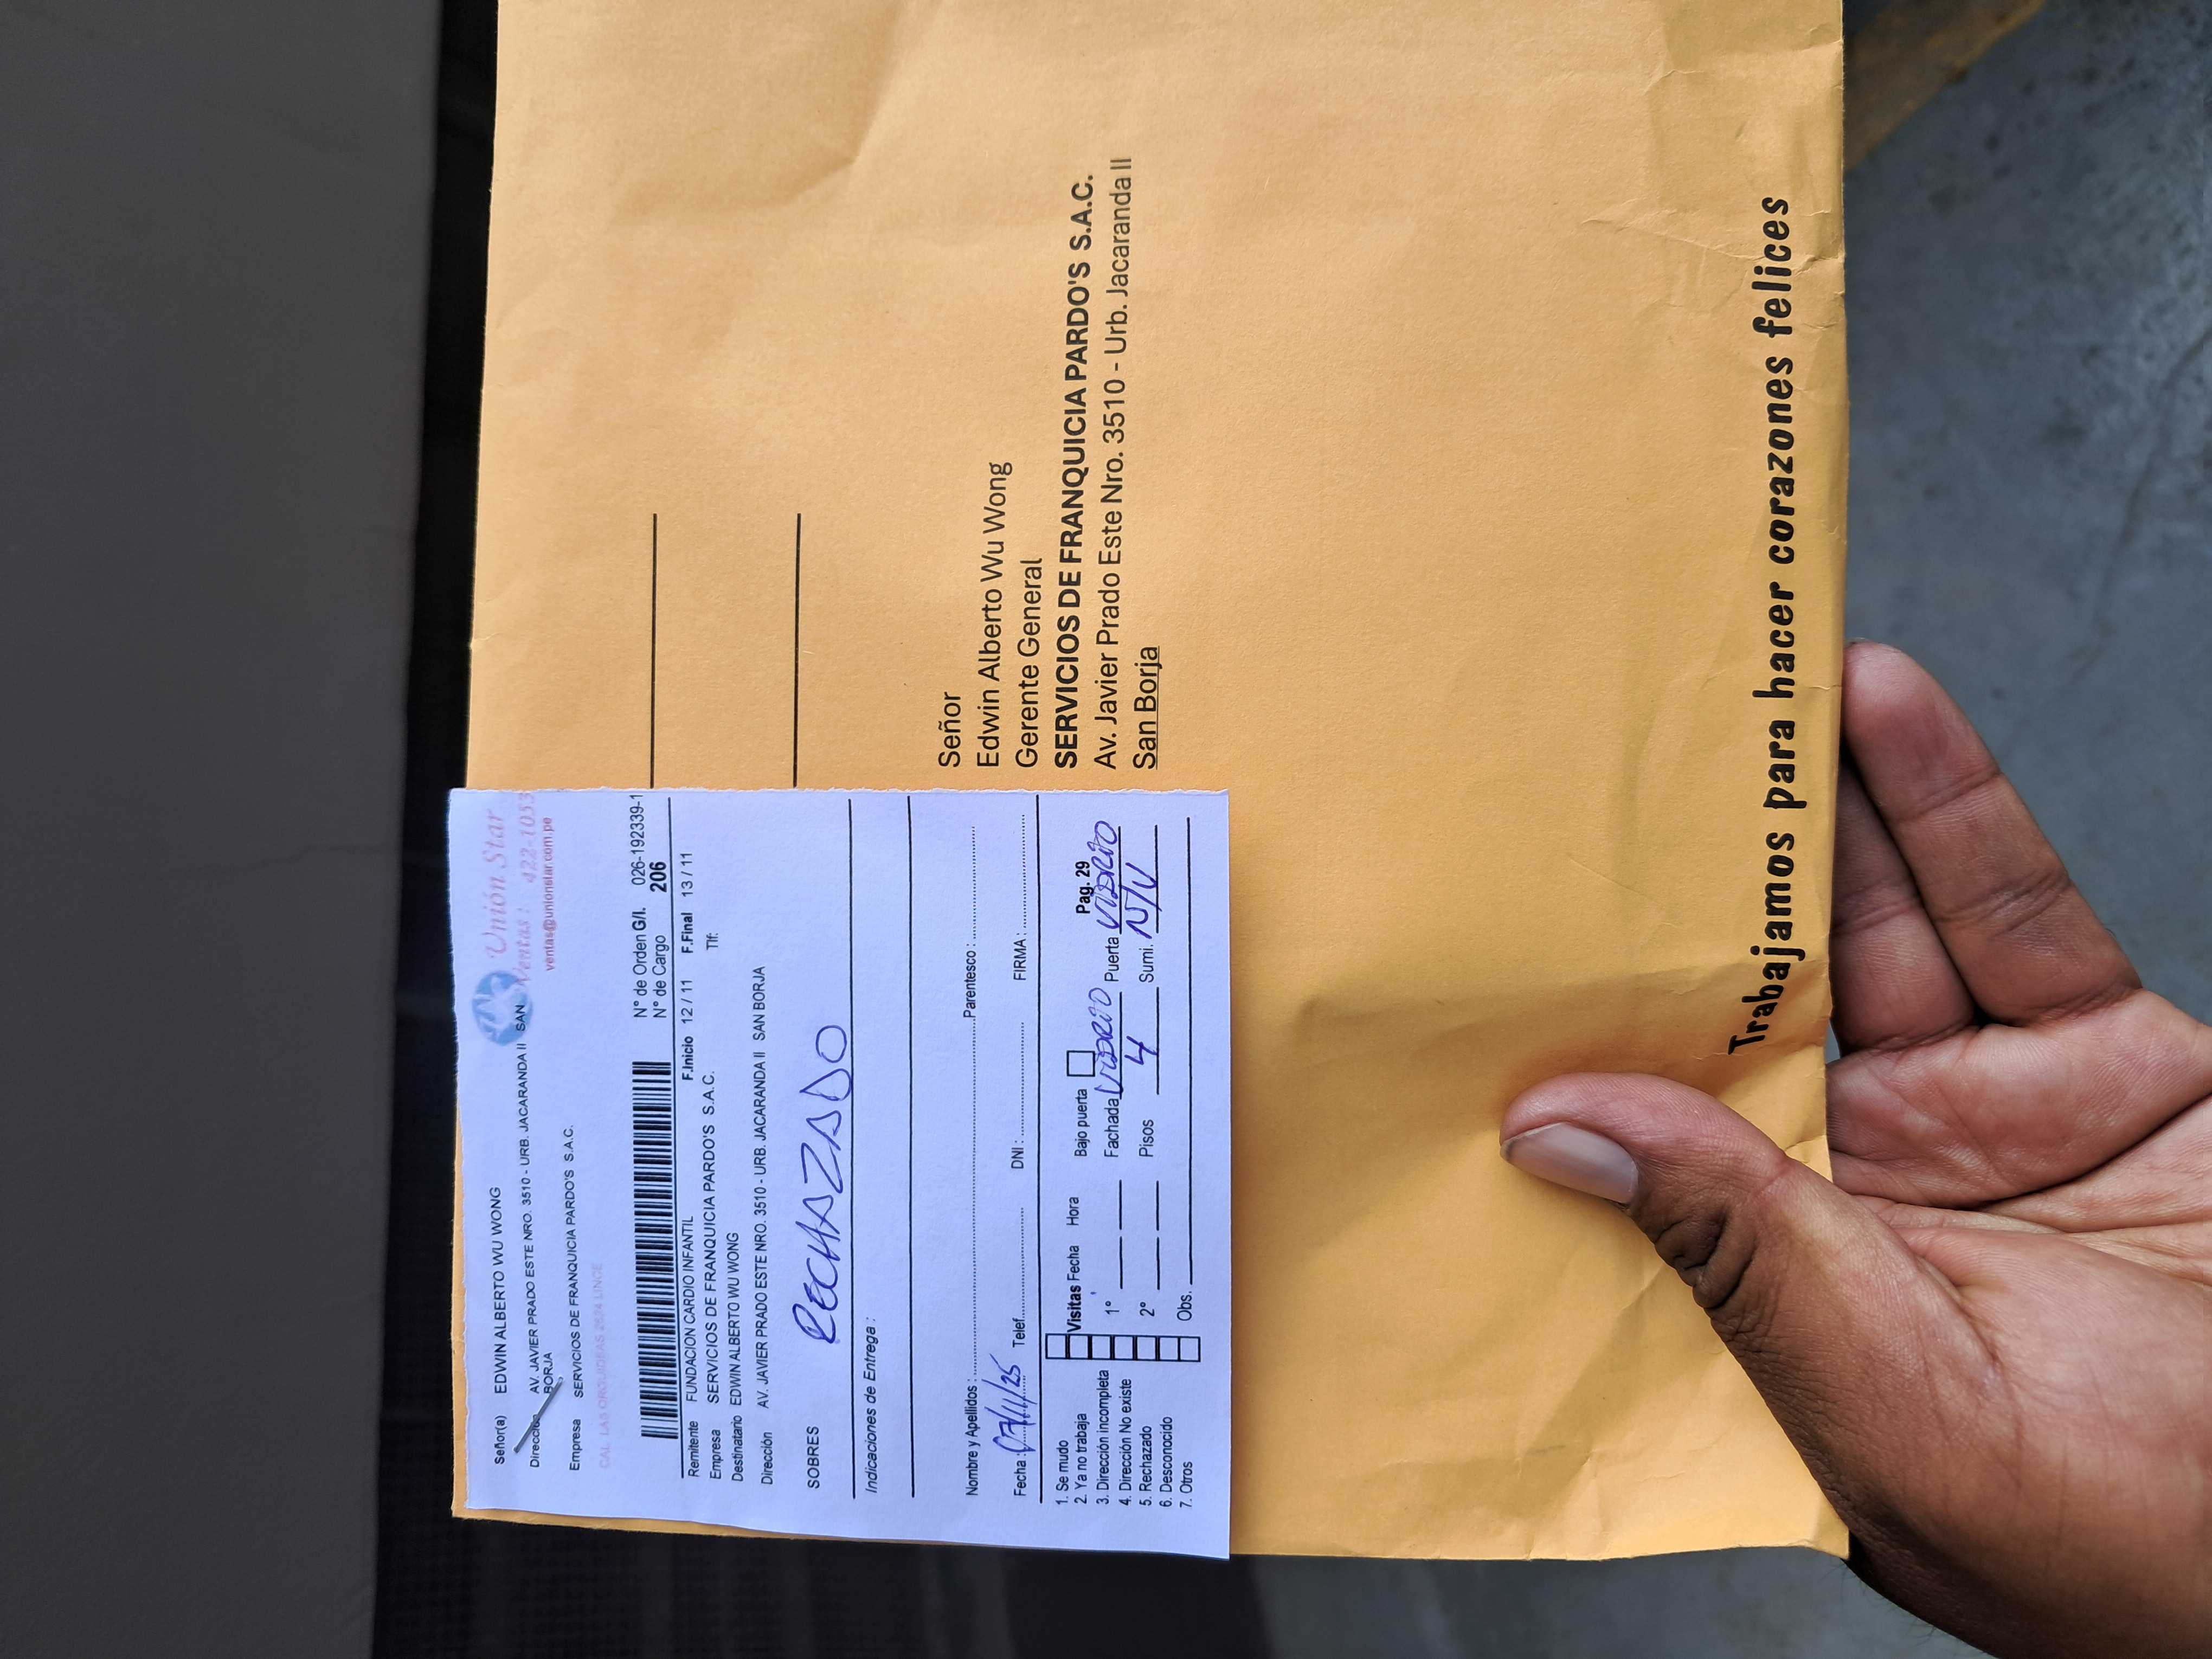 Señor(a) EDWIN ALBERTO WU WONG
Unión Star
Ventas: 422-1053
ventas@unionstar.com.pe
Dirección AV. JAVIER PRADO ESTE NRO. 3510 - URB. JACARANDA II SAN
BORJA
Empresa SERVICIOS DE FRANQUICIA PARDO'S S.A.C.
CAL. LAS ORQUIDEAS 2674 LINCE
N° de Orden G/I. 026-192339-1
N° de Cargo 206
Remitente FUNDACION CARDIO INFANTIL F.Inicio 12 / 11 F.Final 13 / 11
Empresa SERVICIOS DE FRANQUICIA PARDO'S S.A.C. Tlf:
Destinatario EDWIN ALBERTO WU WONG
Dirección AV. JAVIER PRADO ESTE NRO. 3510 - URB. JACARANDA II SAN BORJA
SOBRES RECHAZADO
Indicaciones de Entrega :
Nombre y Apellidos : Parentesco :
Fecha : 07/11/25 Telef. DNI : FIRMA :
1. Se mudo
2. Ya no trabaja
3. Dirección incompleta
4. Dirección No existe
5. Rechazado
6. Desconocido
7. Otros
Visitas Fecha Hora Bajo puerta Pag. 29
1° Fachada VIDRIO Puerta VIDRIO
2° Pisos 4 Sumi. N/V
Obs.
Señor
Edwin Alberto Wu Wong
Gerente General
SERVICIOS DE FRANQUICIA PARDO'S S.A.C.
Av. Javier Prado Este Nro. 3510 - Urb. Jacaranda II
San Borja
Trabajamos para hacer corazones felices